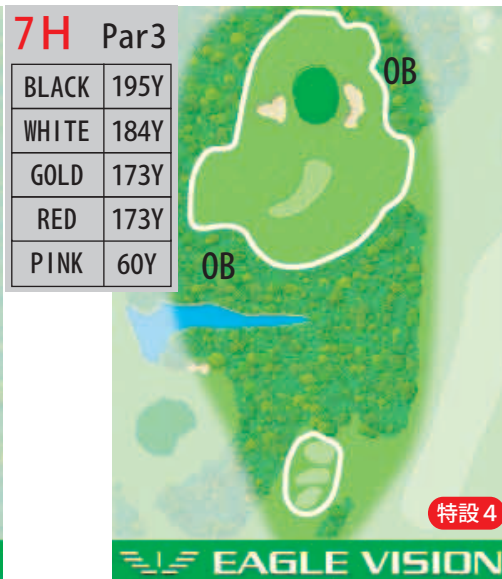 7H Par3
BLACK 195Y
WHITE 184Y
GOLD 173Y
RED 173Y
PINK 60Y
OB
OB
特設4
EAGLE VISION